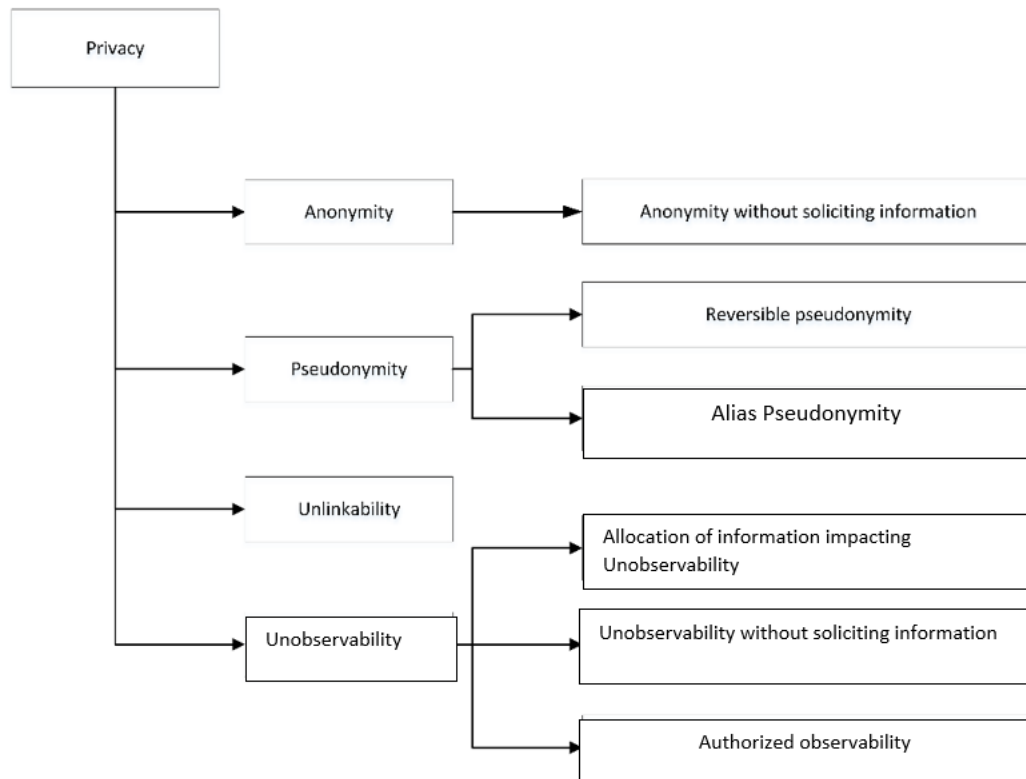 Privacy
Anonymity
Anonymity without soliciting information
Reversible pseudonymity
Pseudonymity
Alias Pseudonymity
Unlinkability
Allocation of information impacting
Unobservability
Unobservability
Unobservability without soliciting information
Authorized observability